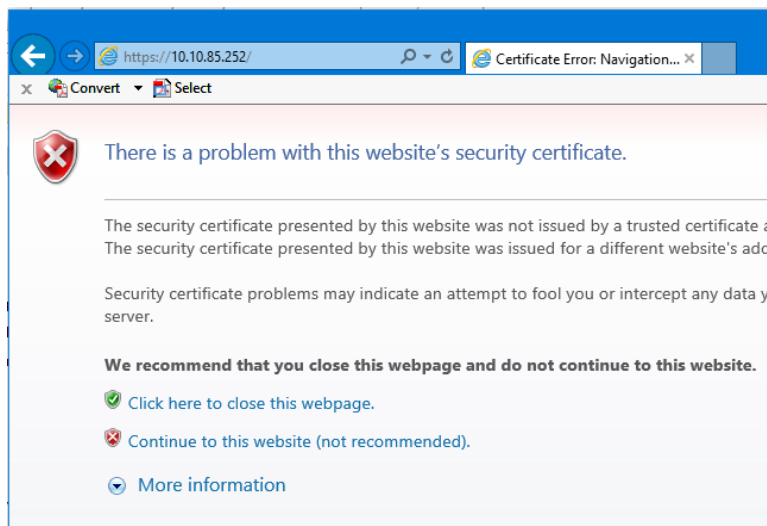 https://10.10.85.252/
Certificate Error: Navigation...
x Convert Select
There is a problem with this website's security certificate.
The security certificate presented by this website was not issued by a trusted certificate
The security certificate presented by this website was issued for a different website's
Security certificate problems may indicate an attempt to fool you or intercept any data
server.
We recommend that you close this webpage and do not continue to this website.
Click here to close this webpage.
Continue to this website (not recommended).
More information